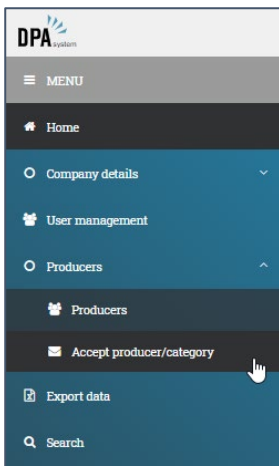 DPA
system
MENU
Home
Company details
User management
Producers
Producers
Accept producer/category
Export data
Search